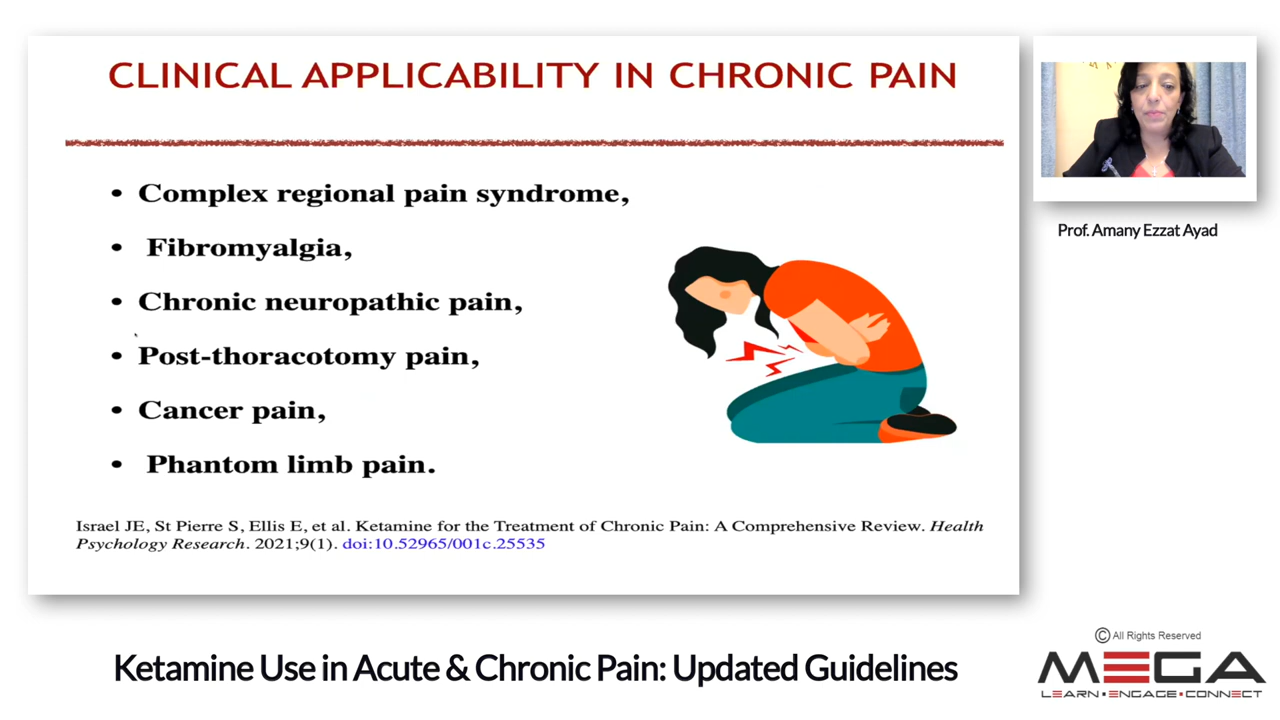 CLINICAL APPLICABILITY IN CHRONIC PAIN
• Complex regional pain syndrome,
• Fibromyalgia,
• Chronic neuropathic pain,
• Post-thoracotomy pain,
• Cancer pain,
• Phantom limb pain.
Israel JE, St Pierre S, Ellis E, et al. Ketamine for the Treatment of Chronic Pain: A Comprehensive Review. Health
Psychology Research. 2021;9(1). doi:10.52965/001c.25535
Prof. Amany Ezzat Ayad
Ketamine Use in Acute & Chronic Pain: Updated Guidelines
© All Rights Reserved
MEGA
LEARN • ENGAGE • CONNECT